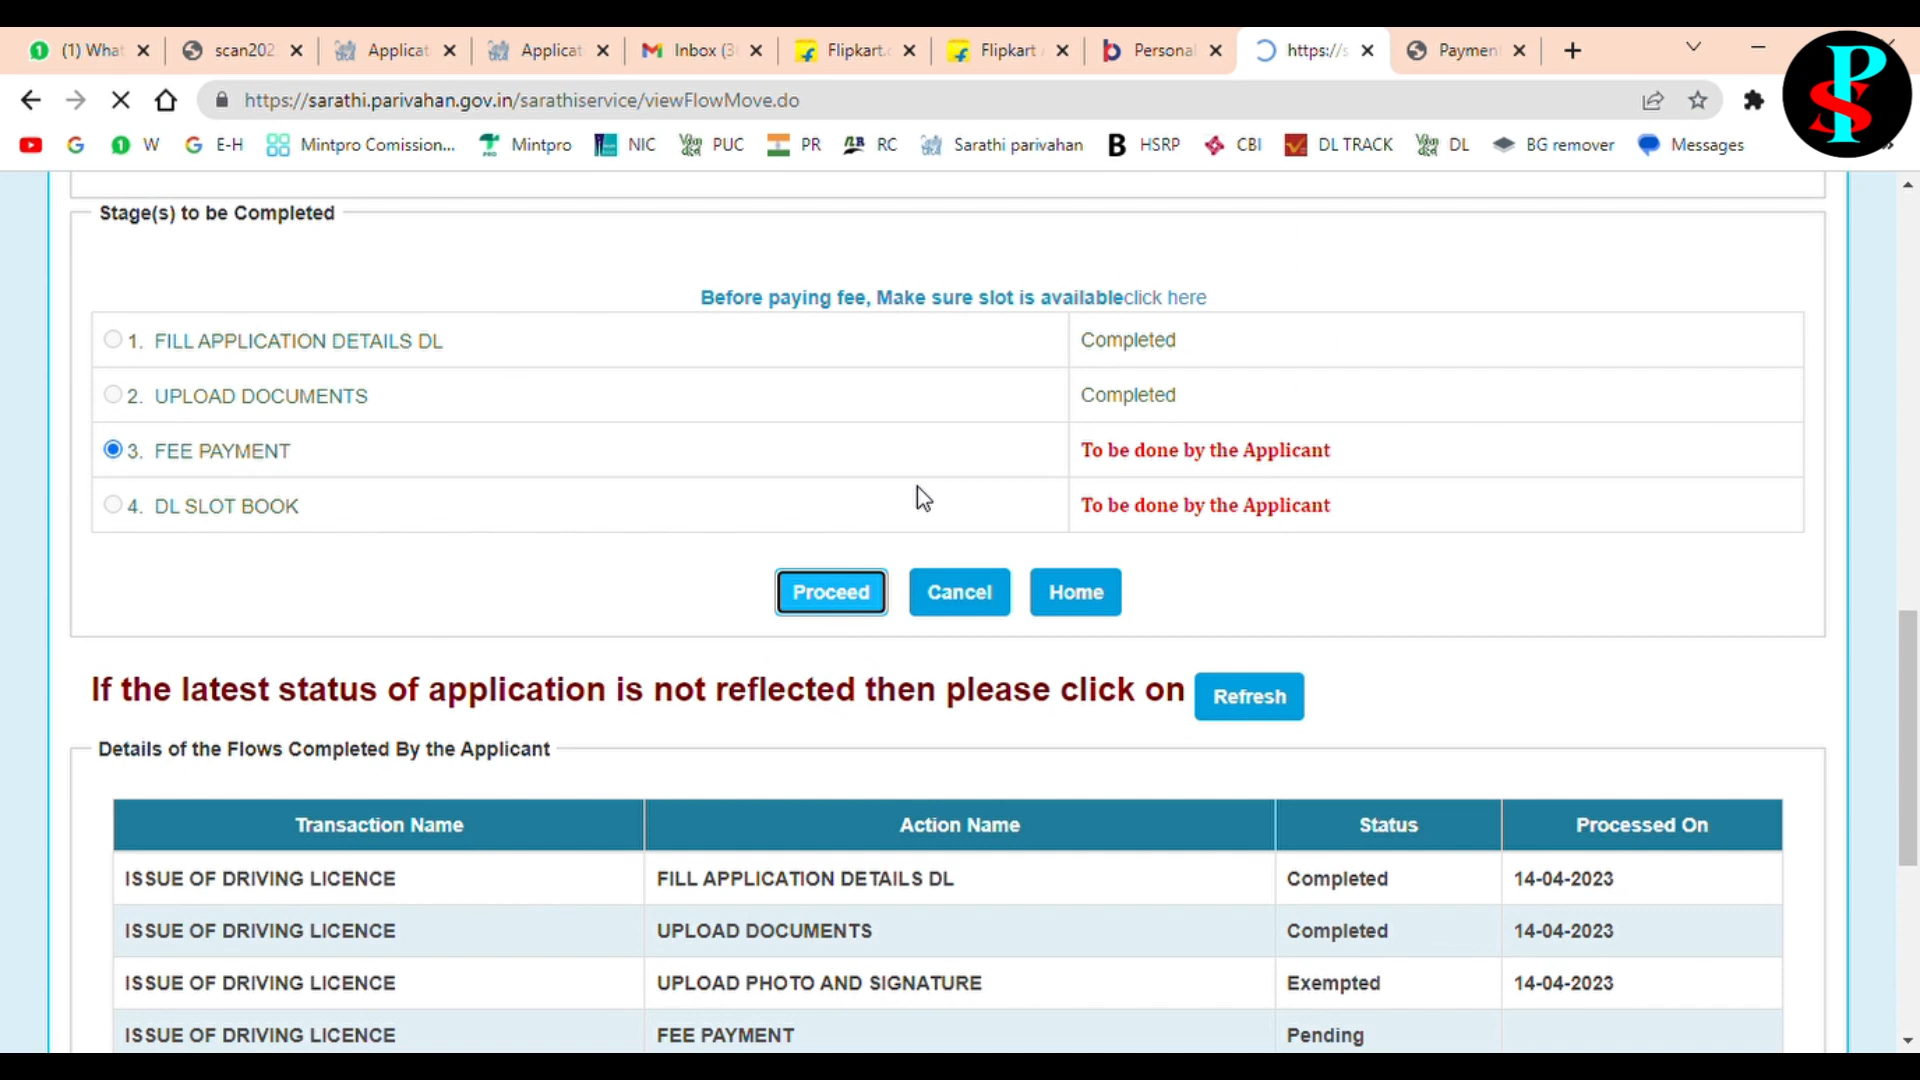 (1) What
scan202
Applicat
Applicat
Inbox (3
Flipkart.
Flipkart
Personal
https://s
Paymen
https://sarathi.parivahan.gov.in/sarathiservice/viewFlowMove.do
PS
W
E-H
Mintpro Comission...
Mintpro
NIC
PUC
PR
RC
Sarathi parivahan
HSRP
CBI
DL TRACK
DL
BG remover
Messages
Stage(s) to be Completed
Before paying fee, Make sure slot is availableclick here
1. FILL APPLICATION DETAILS DL Completed
2. UPLOAD DOCUMENTS Completed
3. FEE PAYMENT To be done by the Applicant
4. DL SLOT BOOK To be done by the Applicant
Proceed Cancel Home
If the latest status of application is not reflected then please click on Refresh
Details of the Flows Completed By the Applicant
Transaction Name Action Name Status Processed On
ISSUE OF DRIVING LICENCE FILL APPLICATION DETAILS DL Completed 14-04-2023
ISSUE OF DRIVING LICENCE UPLOAD DOCUMENTS Completed 14-04-2023
ISSUE OF DRIVING LICENCE UPLOAD PHOTO AND SIGNATURE Exempted 14-04-2023
ISSUE OF DRIVING LICENCE FEE PAYMENT Pending